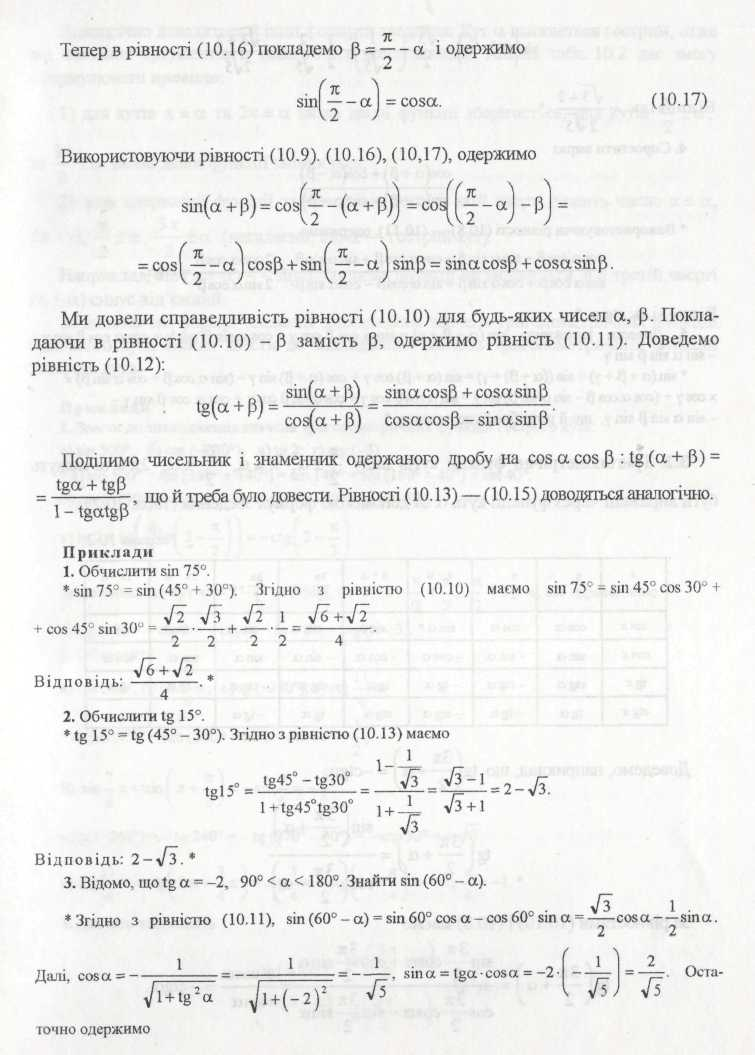 Тепер в рівності (10.16) покладемо β = π/2 − α і одержимо
sin(π/2 − α) = cosα. (10.17)
Використовуючи рівності (10.9). (10.16), (10,17), одержимо
sin(α + β) = cos(π/2 − (α + β)) = cos((π/2 − α) − β) =
= cos(π/2 − α)cosβ + sin(π/2 − α)sinβ = sinα cosβ + cosα sinβ.
Ми довели справедливість рівності (10.10) для будь-яких чисел α, β. Покла-
даючи в рівності (10.10) − β замість β, одержимо рівність (10.11). Доведемо
рівність (10.12):
tg(α + β) = sin(α + β)/cos(α + β) = (sinα cosβ + cosα sinβ)/(cosα cosβ − sinα sinβ).
Поділимо чисельник і знаменник одержаного дробу на cos α cos β : tg (α + β) =
= (tgα + tgβ)/(1 − tgαtgβ), що й треба було довести. Рівності (10.13) — (10.15) доводяться аналогічно.
Приклади
1. Обчислити sin 75°.
* sin 75° = sin (45° + 30°). Згідно з рівністю (10.10) маємо sin 75° = sin 45° cos 30° +
+ cos 45° sin 30° = √2/2 · √3/2 + √2/2 · 1/2 = (√6 + √2)/4.
Відповідь: (√6 + √2)/4. *
2. Обчислити tg 15°.
* tg 15° = tg (45° − 30°). Згідно з рівністю (10.13) маємо
tg15° = (tg45° − tg30°)/(1 + tg45°tg30°) = (1 − 1/√3)/(1 + 1/√3) = (√3 − 1)/(√3 + 1) = 2 − √3.
Відповідь: 2 − √3. *
3. Відомо, що tg α = −2, 90° < α < 180°. Знайти sin (60° − α).
* Згідно з рівністю (10.11), sin (60° − α) = sin 60° cos α − cos 60° sin α = √3/2 cos α − 1/2 sin α.
Далі, cosα = − 1/√(1 + tg²α) = − 1/√(1 + (−2)²) = − 1/√5, sinα = tgα · cosα = −2 · (− 1/√5) = 2/√5. Оста-
точно одержимо